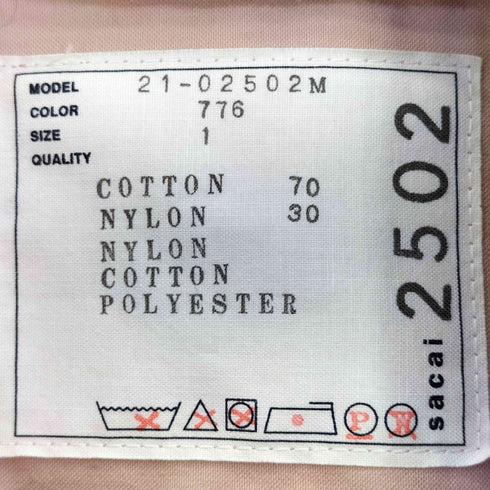 MODEL 21-02502M
COLOR 776
SIZE 1
QUALITY
COTTON 70
NYLON 30
NYLON
COTTON
POLYESTER
P W
sacai 2502